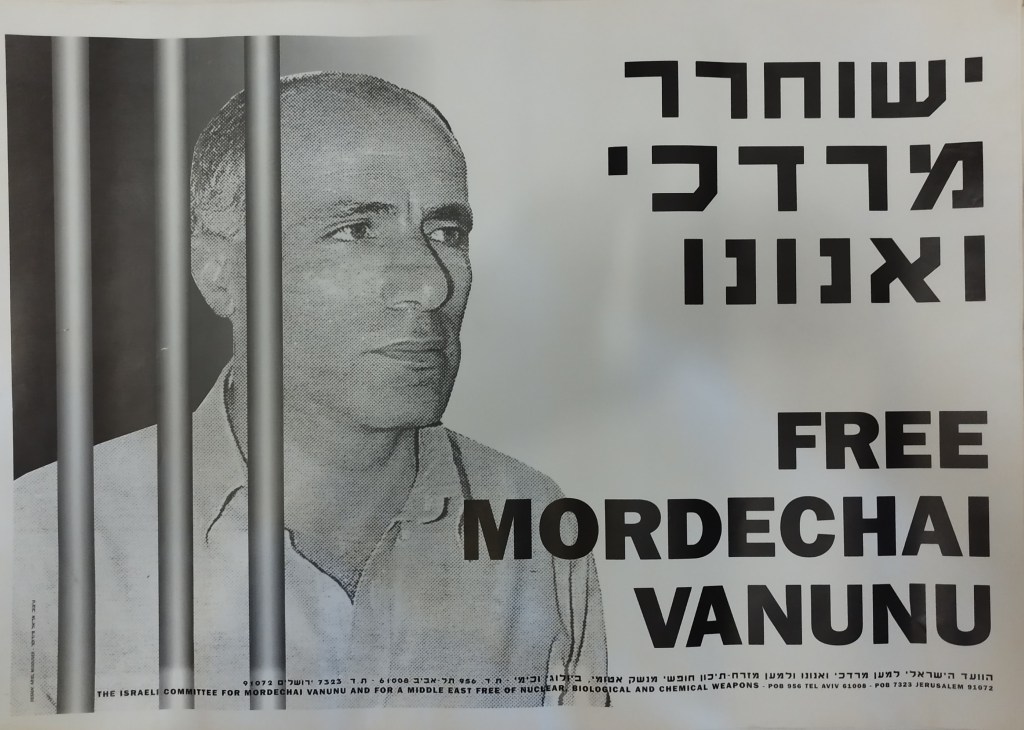 ישוחרר
מרדכי
ואנונו
FREE
MORDECHAI
VANUNU
הוועד הישראלי למען מרדכי ואנונו ולמען מזרח-תיכון חופשי מנשק אטומי, ביולוגי וכימי · ת.ד. 956 תל-אביב 61008 · ת.ד. 7323 ירושלים 91072
THE ISRAELI COMMITTEE FOR MORDECHAI VANUNU AND FOR A MIDDLE EAST FREE OF NUCLEAR, BIOLOGICAL AND CHEMICAL WEAPONS · POB 956 TEL AVIV 61008 · POB 7323 JERUSALEM 91072